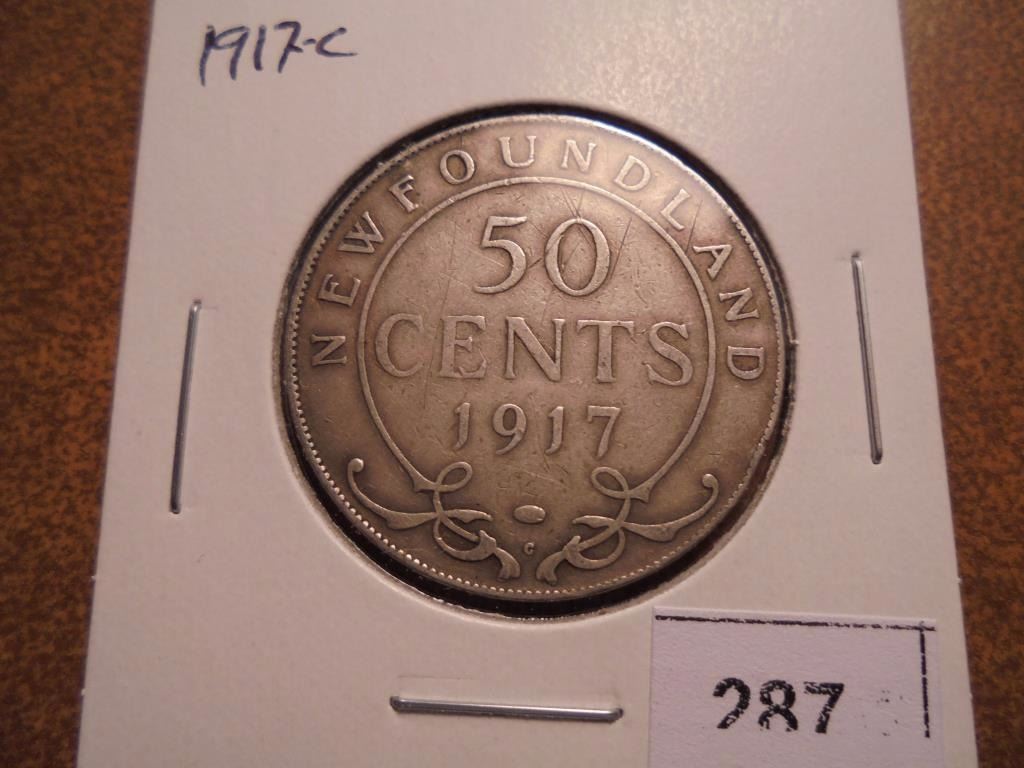 1917-C
NEWFOUNDLAND
50
CENTS
1917
C
287